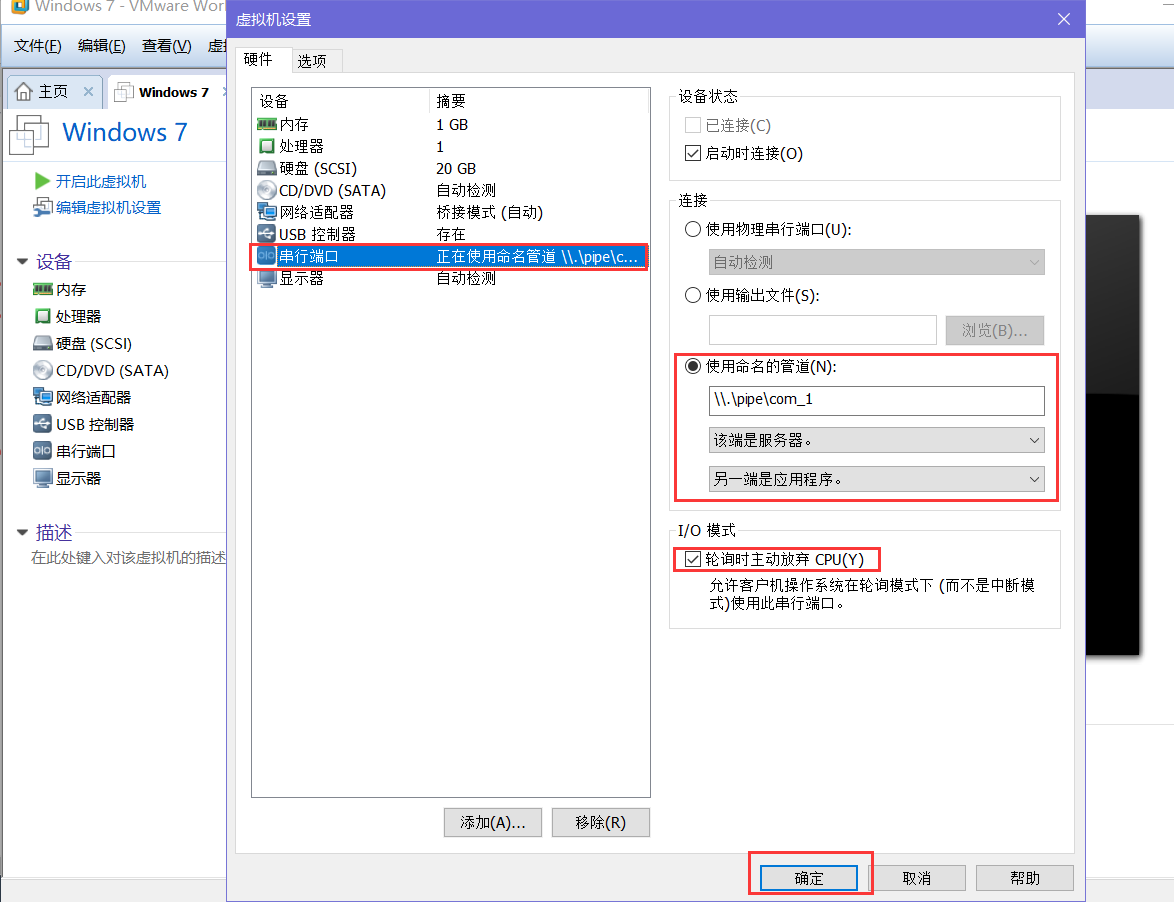 Windows 7 - VMware Wor
虚拟机设置
文件(F) 编辑(E) 查看(V) 虚
主页
Windows 7
Windows 7
开启此虚拟机
编辑虚拟机设置
设备
内存
处理器
硬盘 (SCSI)
CD/DVD (SATA)
网络适配器
USB 控制器
串行端口
显示器
描述
在此处键入对该虚拟机的描述
硬件 选项
设备 摘要
内存 1 GB
处理器 1
硬盘 (SCSI) 20 GB
CD/DVD (SATA) 自动检测
网络适配器 桥接模式 (自动)
USB 控制器 存在
串行端口 正在使用命名管道 \\.\pipe\c...
显示器 自动检测
添加(A)... 移除(R)
设备状态
已连接(C)
启动时连接(O)
连接
使用物理串行端口(U):
自动检测
使用输出文件(S):
浏览(B)...
使用命名的管道(N):
\\.\pipe\com_1
该端是服务器。
另一端是应用程序。
I/O 模式
轮询时主动放弃 CPU(Y)
允许客户机操作系统在轮询模式下 (而不是中断模
式)使用此串行端口。
确定 取消 帮助